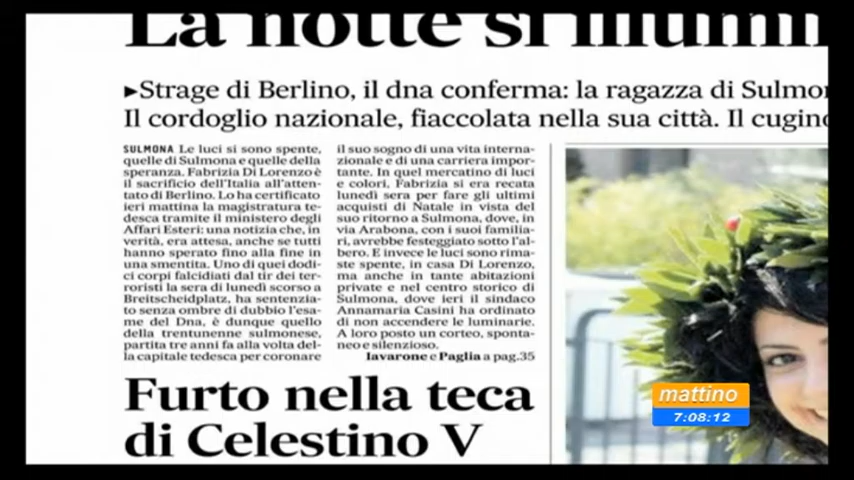 La notte si illumi
▸Strage di Berlino, il dna conferma: la ragazza di Sulmo
Il cordoglio nazionale, fiaccolata nella sua città. Il cugin
SULMONA Le luci si sono spente,
quelle di Sulmona e quelle della
speranza. Fabrizia Di Lorenzo è
il sacrificio dell'Italia all'atten-
tato di Berlino. Lo ha certificato
ieri mattina la magistratura te-
desca tramite il ministero degli
Affari Esteri: una notizia che, in
verità, era attesa, anche se tutti
hanno sperato fino alla fine in
una smentita. Uno di quei dodi-
ci corpi falcidiati dal tir dei ter-
roristi la sera di lunedì scorso a
Breitscheidplatz, ha sentenzia-
to senza ombre di dubbio l'esa-
me del Dna, è dunque quello
della trentunenne sulmonese,
partita tre anni fa alla volta del-
la capitale tedesca per coronare
il suo sogno di una vita interna-
zionale e di una carriera impor-
tante. In quel mercatino di luci
e colori, Fabrizia si era recata
lunedì sera per fare gli ultimi
acquisti di Natale in vista del
suo ritorno a Sulmona, dove, in
via Arabona, con i suoi familia-
ri, avrebbe festeggiato sotto l'al-
bero. E invece le luci sono rima-
ste spente, in casa Di Lorenzo,
ma anche in tante abitazioni
private e nel centro storico di
Sulmona, dove ieri il sindaco
Annamaria Casini ha ordinato
di non accendere le luminarie.
A loro posto un corteo, sponta-
neo e silenzioso.
Iavarone e Paglia a pag.35
Furto nella teca
di Celestino V
mattino
7:08:12